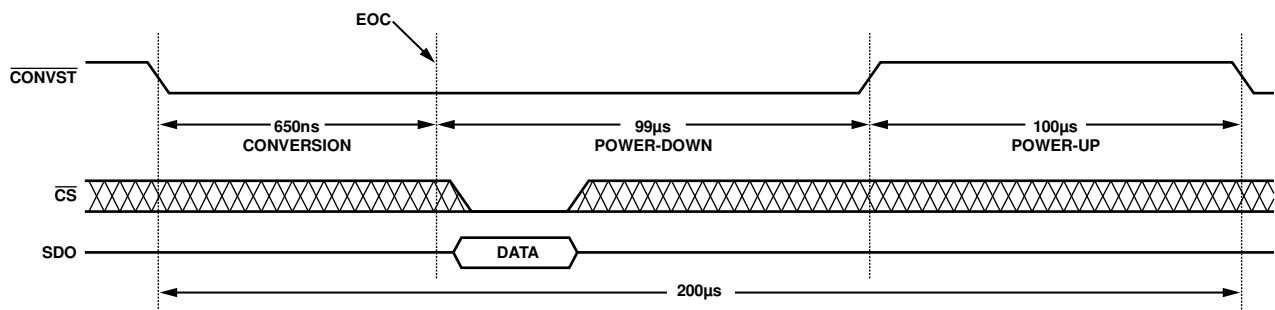 EOC
CONVST
650ns
CONVERSION
99µs
POWER-DOWN
100µs
POWER-UP
CS
SDO
DATA
200µs